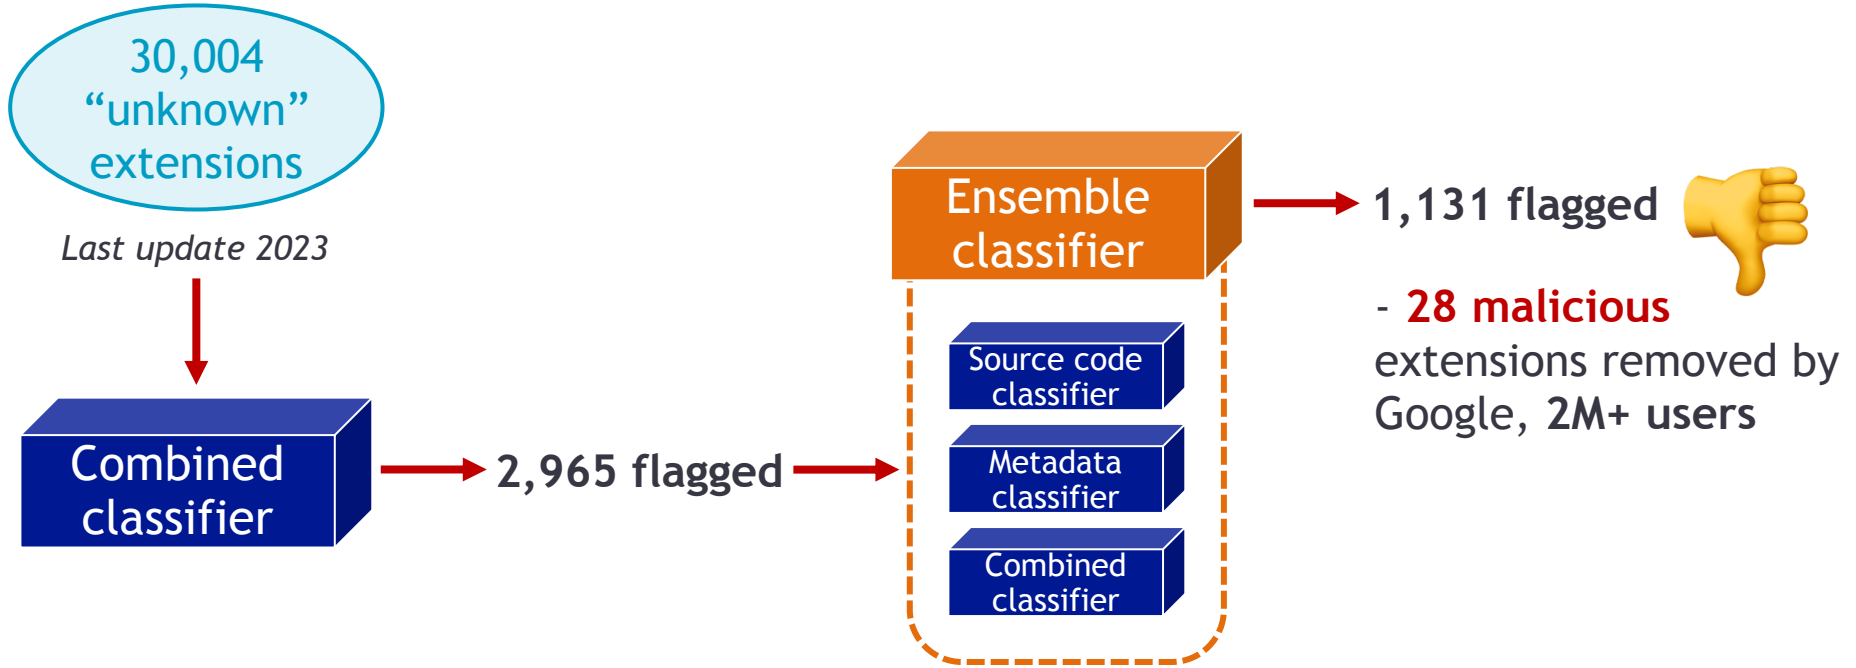 30,004
“unknown”
extensions
Last update 2023
Combined
classifier
2,965 flagged
Ensemble
classifier
Source code
classifier
Metadata
classifier
Combined
classifier
1,131 flagged
- 28 malicious
extensions removed by
Google, 2M+ users